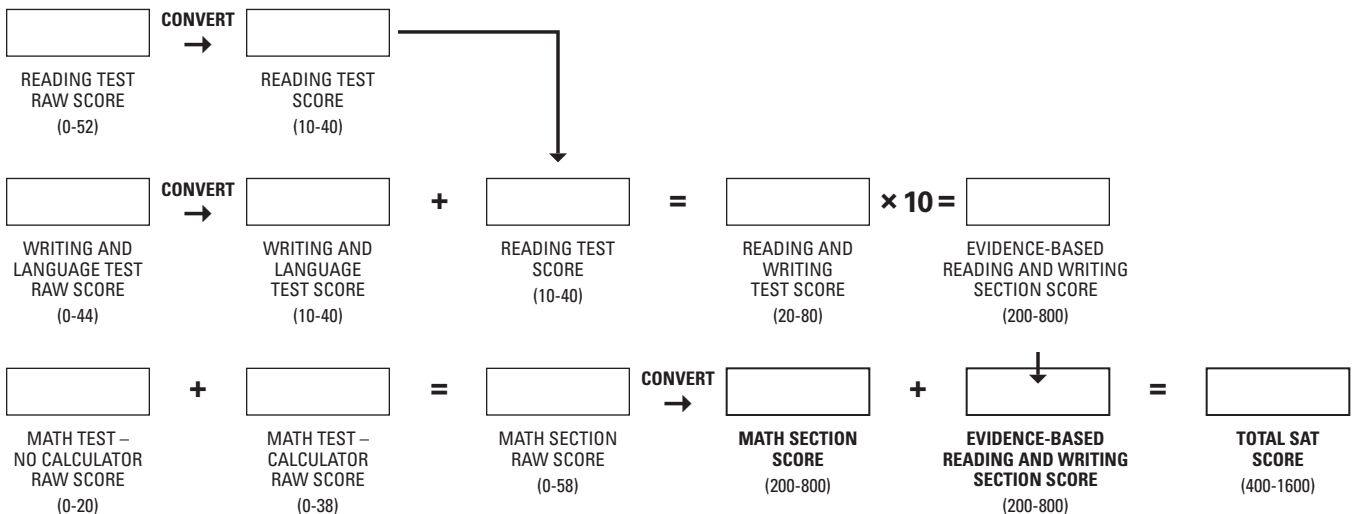 CONVERT
→
READING TEST
RAW SCORE
(0-52)
READING TEST
SCORE
(10-40)
CONVERT
→
+
=
× 10 =
WRITING AND
LANGUAGE TEST
RAW SCORE
(0-44)
WRITING AND
LANGUAGE
TEST SCORE
(10-40)
READING TEST
SCORE
(10-40)
READING AND
WRITING
TEST SCORE
(20-80)
EVIDENCE-BASED
READING AND WRITING
SECTION SCORE
(200-800)
+
=
CONVERT
→
+
=
MATH TEST –
NO CALCULATOR
RAW SCORE
(0-20)
MATH TEST –
CALCULATOR
RAW SCORE
(0-38)
MATH SECTION
RAW SCORE
(0-58)
MATH SECTION
SCORE
(200-800)
EVIDENCE-BASED
READING AND WRITING
SECTION SCORE
(200-800)
TOTAL SAT
SCORE
(400-1600)